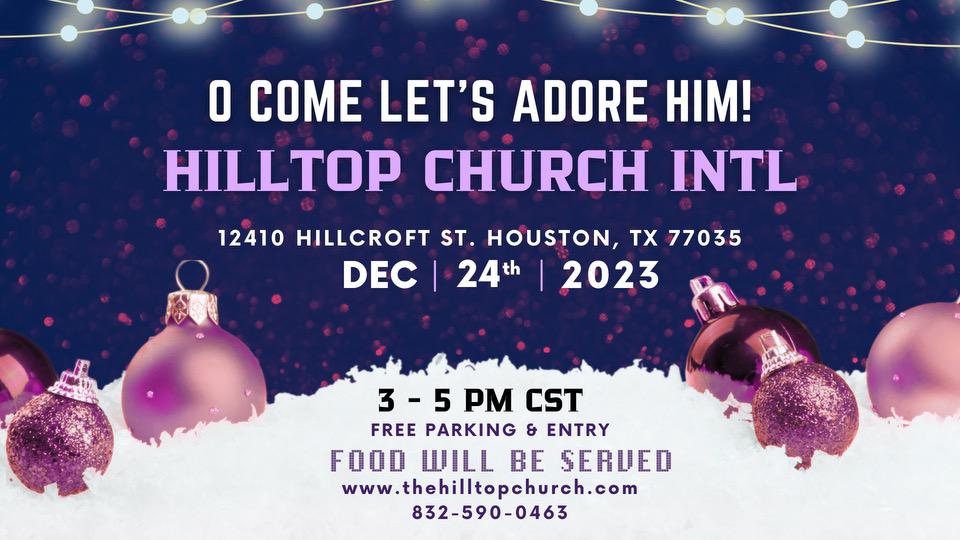 O COME LET'S ADORE HIM!
HILLTOP CHURCH INTL
12410 HILLCROFT ST. HOUSTON, TX 77035
DEC | 24th | 2023
3 - 5 PM CST
FREE PARKING & ENTRY
FOOD WILL BE SERVED
www.thehilltopchurch.com
832-590-0463